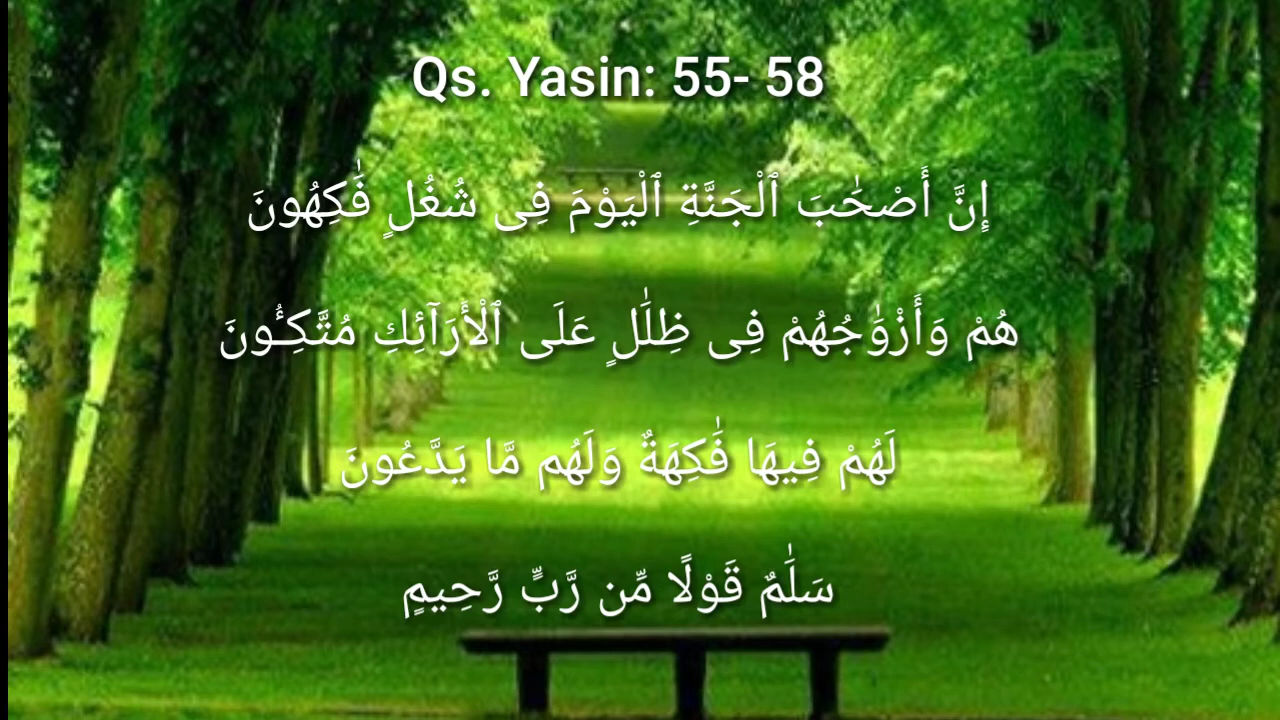 Qs. Yasin: 55- 58
إِنَّ أَصْحَٰبَ ٱلْجَنَّةِ ٱلْيَوْمَ فِى شُغُلٍ فَٰكِهُونَ
هُمْ وَأَزْوَٰجُهُمْ فِى ظِلَٰلٍ عَلَى ٱلْأَرَآئِكِ مُتَّكِـُٔونَ
لَهُمْ فِيهَا فَٰكِهَةٌ وَلَهُم مَّا يَدَّعُونَ
سَلَٰمٌ قَوْلًا مِّن رَّبٍّ رَّحِيمٍ